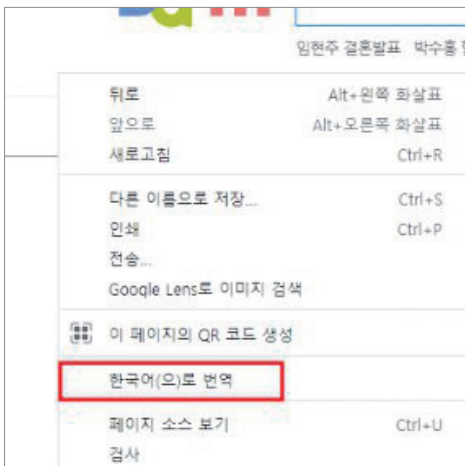 임현주 결혼발표 박수홍
뒤로 Alt+왼쪽 화살표
앞으로 Alt+오른쪽 화살표
새로고침 Ctrl+R
다른 이름으로 저장... Ctrl+S
인쇄 Ctrl+P
전송...
Google Lens로 이미지 검색
이 페이지의 QR 코드 생성
한국어(으)로 번역
페이지 소스 보기 Ctrl+U
검사